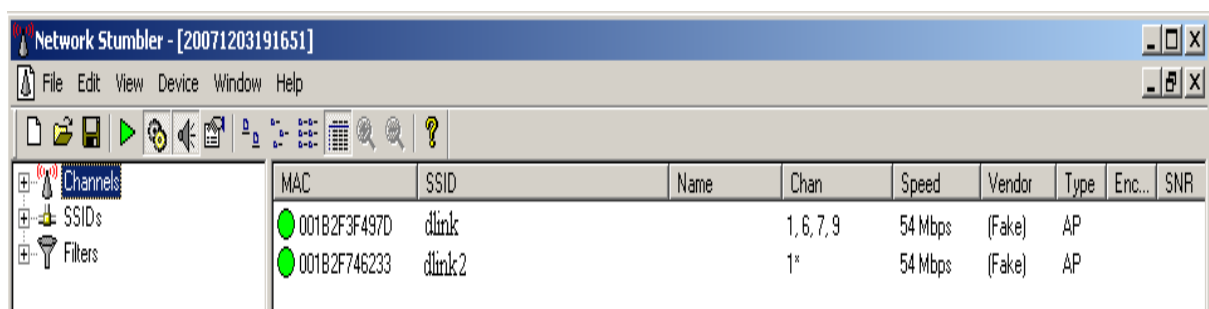 Network Stumbler - [20071203191651]
File Edit View Device Window Help
Channels
SSIDs
Filters
MAC SSID Name Chan Speed Vendor Type Enc... SNR
001B2F3F497D dlink 1, 6, 7, 9 54 Mbps (Fake) AP
001B2F746233 dlink2 1* 54 Mbps (Fake) AP